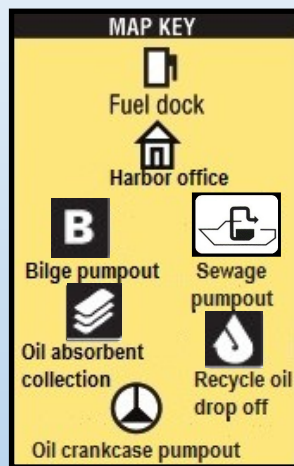 MAP KEY
Fuel dock
Harbor office
B
Bilge pumpout
Sewage
pumpout
Oil absorbent
collection
Recycle oil
drop off
Oil crankcase pumpout